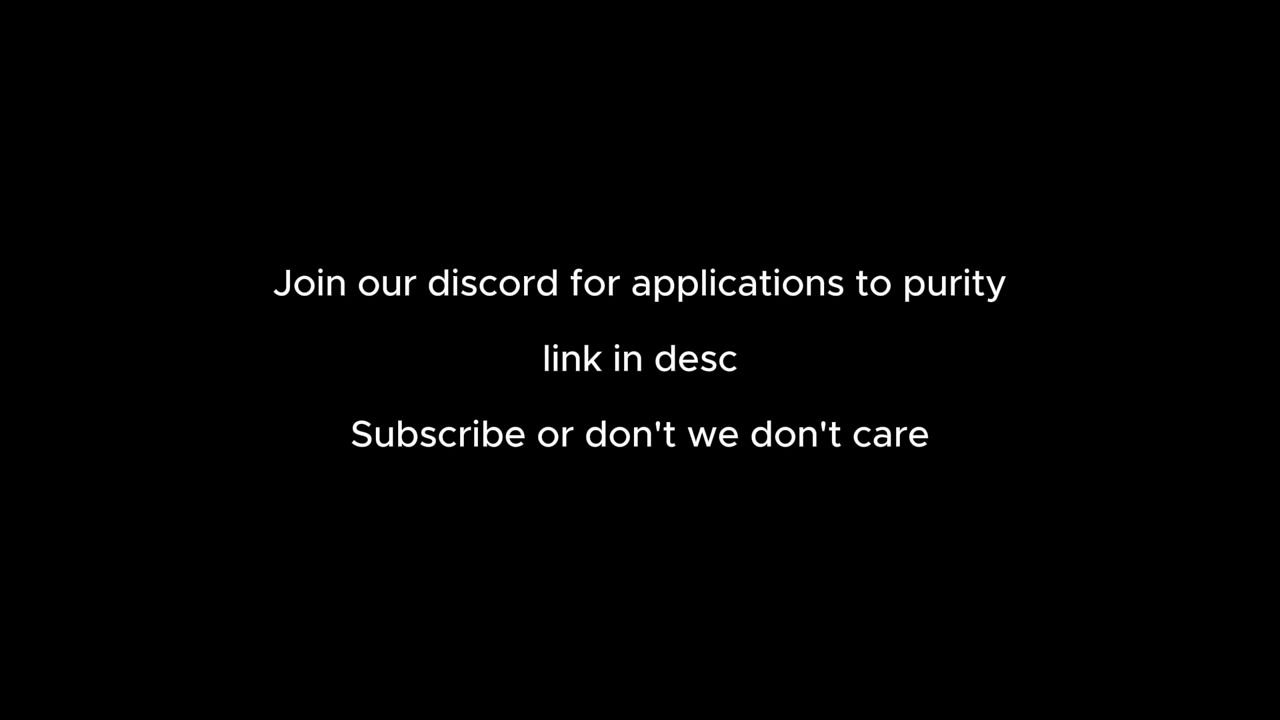 Join our discord for applications to purity
link in desc
Subscribe or don't we don't care